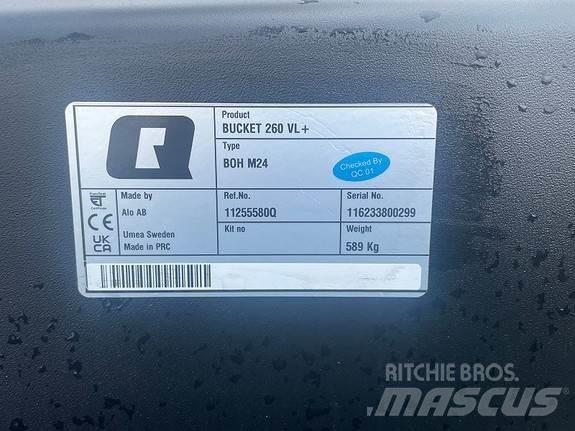 Product
BUCKET 260 VL+
Type
BOH M24
Checked By
QC 01
Made by
Alo AB
Umea Sweden
Made in PRC
Ref.No.
11255580Q
Kit no
Serial No.
116233800299
Weight
589 Kg
CE
UK
CA
RITCHIE BROS.
MASCUS